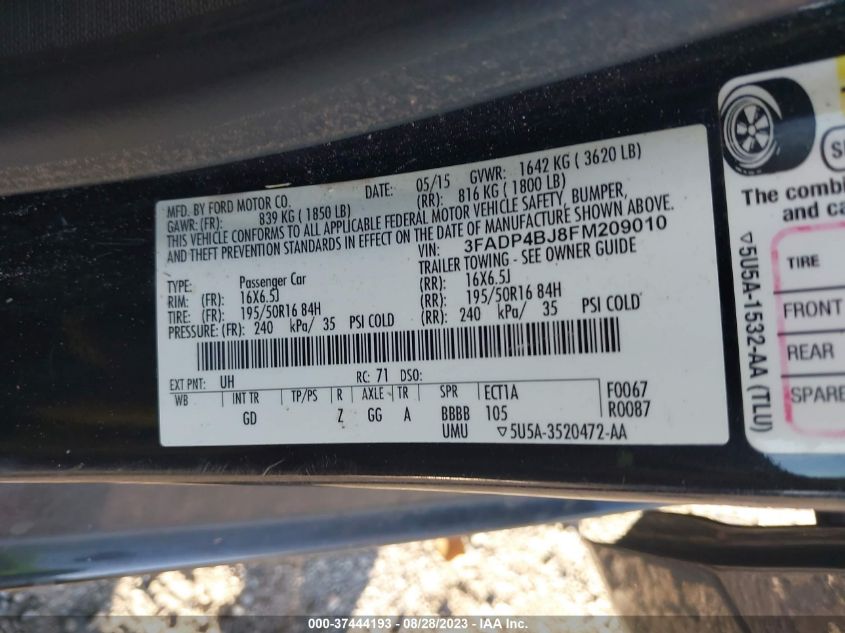 MFD. BY FORD MOTOR CO. DATE: 05/15 GVWR: 1642 KG ( 3620 LB)
GAWR: (FR): 839 KG ( 1850 LB) (RR): 816 KG ( 1800 LB)
THIS VEHICLE CONFORMS TO ALL APPLICABLE FEDERAL MOTOR VEHICLE SAFETY, BUMPER,
AND THEFT PREVENTION STANDARDS IN EFFECT ON THE DATE OF MANUFACTURE SHOWN ABOVE.
VIN: 3FADP4BJ8FM209010
TYPE: Passenger Car TRAILER TOWING - SEE OWNER GUIDE
RIM: (FR): 16X6.5J (RR): 16X6.5J
TIRE: (FR): 195/50R16 84H (RR): 195/50R16 84H
PRESSURE: (FR): 240 kPa/ 35 PSI COLD (RR): 240 kPa/ 35 PSI COLD
EXT PNT: UH RC: 71 DSO:
WB INT TR TP/PS R AXLE TR SPR ECT1A F0067
GD Z GG A BBBB 105 R0087
UMU ▽5U5A-3520472-AA
The combi
and ca
TIRE
FRONT
REAR
SPARE
▽5U5A-1532-AA (TLU)
000-37444193 - 08/28/2023 - IAA Inc.